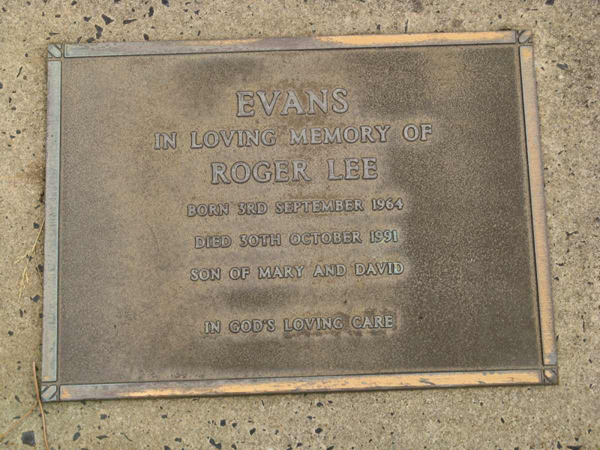 EVANS
IN LOVING MEMORY OF
ROGER LEE
BORN 3RD SEPTEMBER 1964
DIED 30TH OCTOBER 1991
SON OF MARY AND DAVID
IN GOD'S LOVING CARE